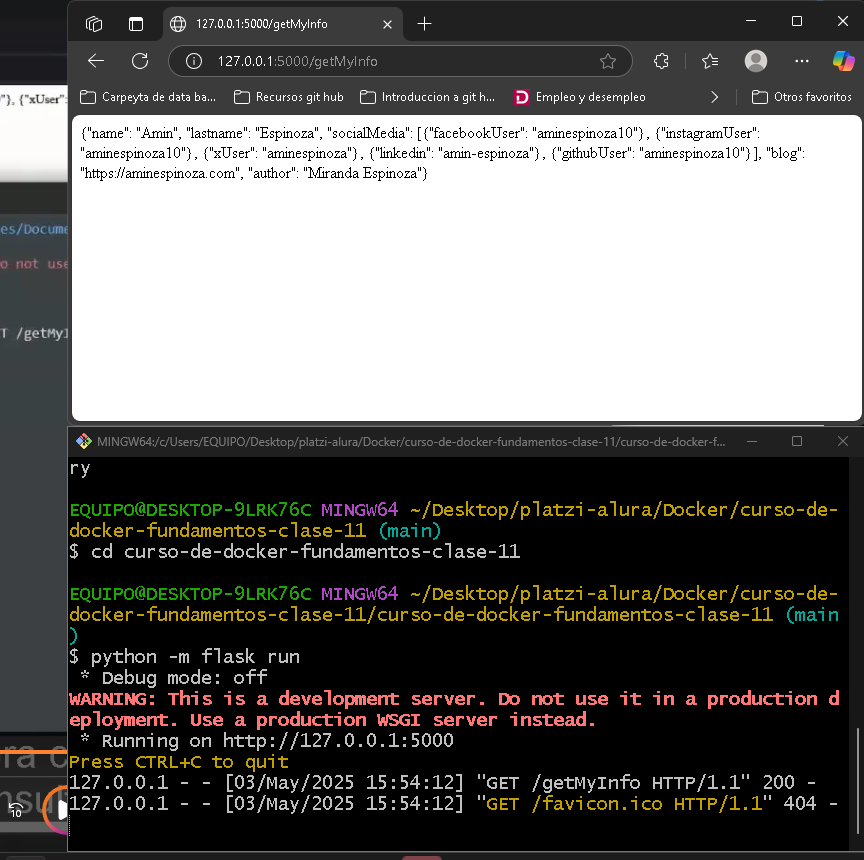 127.0.0.1:5000/getMyInfo
127.0.0.1:5000/getMyInfo
Carpeyta de data ba...
Recursos git hub
Introduccion a git h...
Empleo y desempleo
Otros favoritos
"}, {"xUser":
{"name": "Amin", "lastname": "Espinoza", "socialMedia": [{"facebookUser": "aminespinoza10"}, {"instagramUser":
"aminespinoza10"}, {"xUser": "aminespinoza"}, {"linkedin": "amin-espinoza"}, {"githubUser": "aminespinoza10"}], "blog":
"https://aminespinoza.com", "author": "Miranda Espinoza"}
es/Docume
o not use
T /getMyI
MINGW64:/c/Users/EQUIPO/Desktop/platzi-alura/Docker/curso-de-docker-fundamentos-clase-11/curso-de-docker-f...
ry
EQUIPO@DESKTOP-9LRK76C MINGW64 ~/Desktop/platzi-alura/Docker/curso-de-
docker-fundamentos-clase-11 (main)
$ cd curso-de-docker-fundamentos-clase-11
EQUIPO@DESKTOP-9LRK76C MINGW64 ~/Desktop/platzi-alura/Docker/curso-de-
docker-fundamentos-clase-11/curso-de-docker-fundamentos-clase-11 (main
)
$ python -m flask run
* Debug mode: off
WARNING: This is a development server. Do not use it in a production d
eployment. Use a production WSGI server instead.
* Running on http://127.0.0.1:5000
Press CTRL+C to quit
127.0.0.1 - - [03/May/2025 15:54:12] "GET /getMyInfo HTTP/1.1" 200 -
127.0.0.1 - - [03/May/2025 15:54:12] "GET /favicon.ico HTTP/1.1" 404 -
10